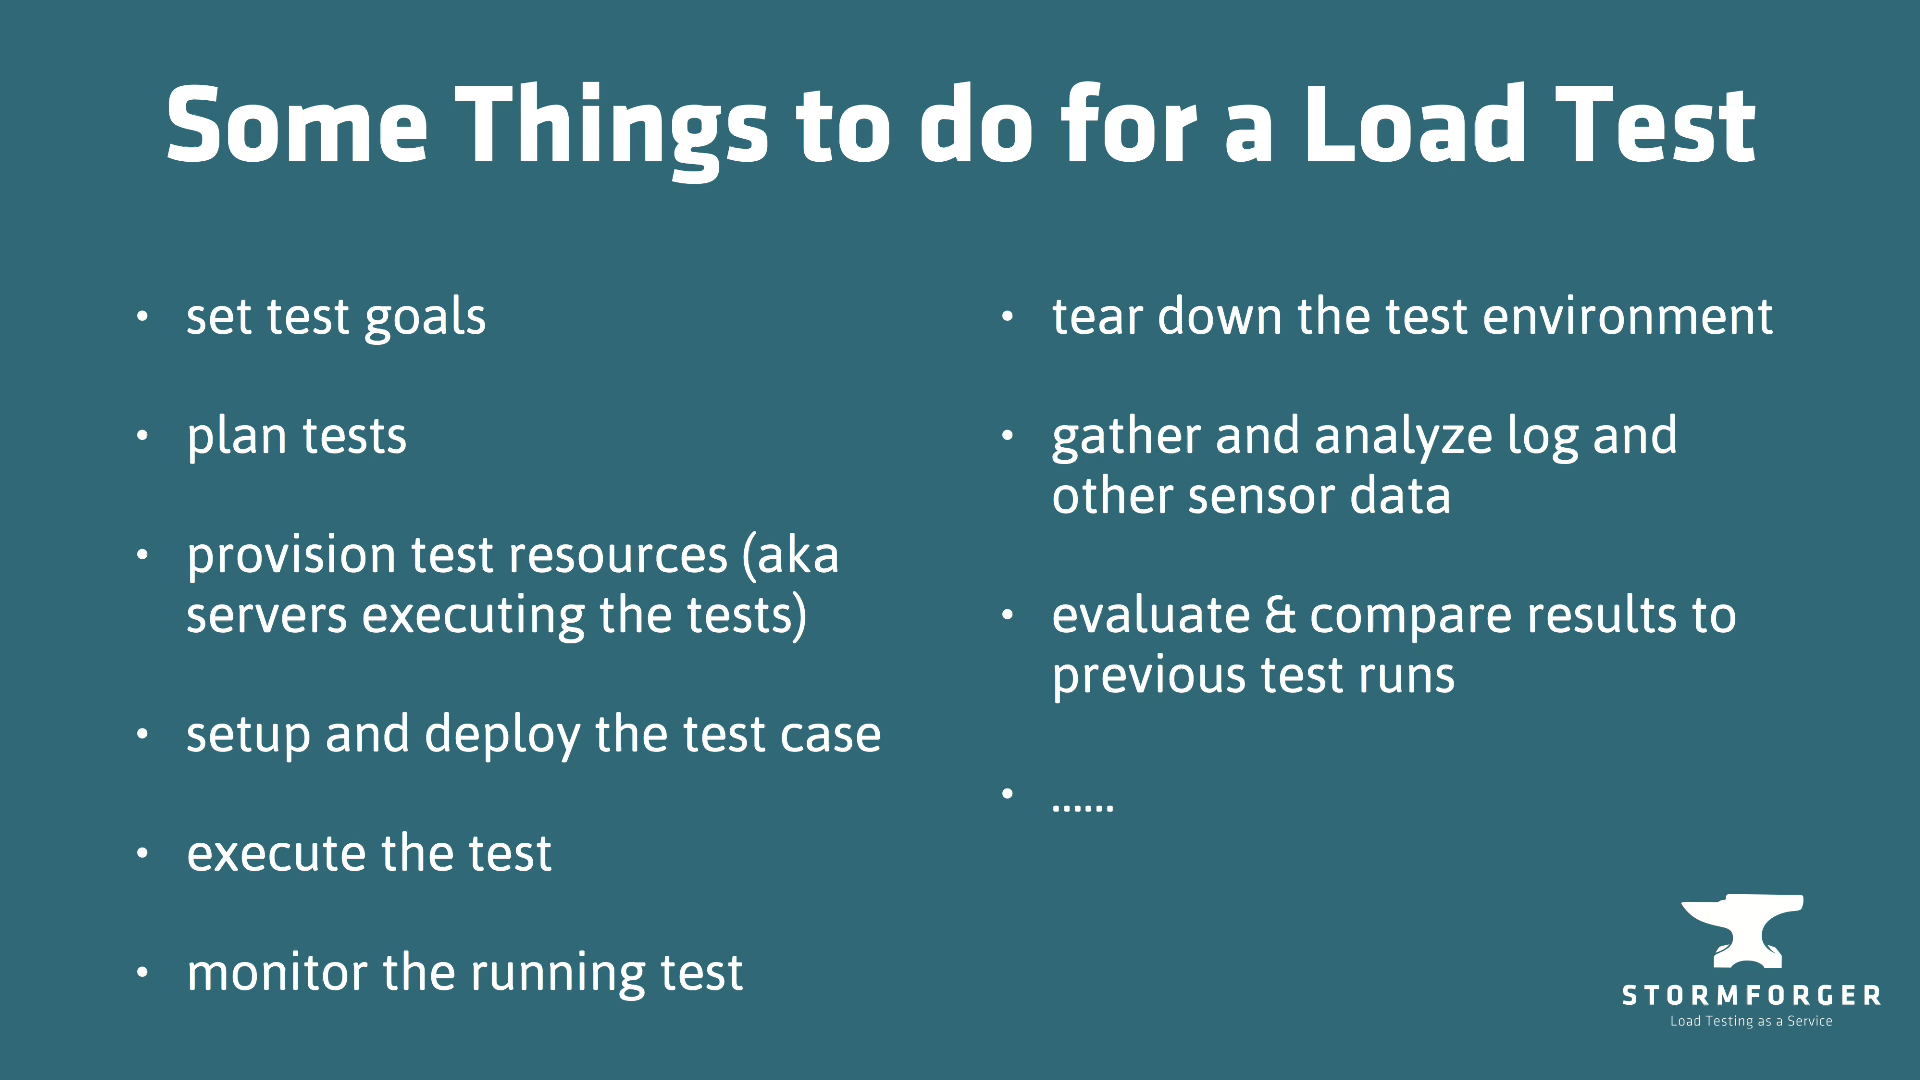 Some Things to do for a Load Test
• set test goals
• plan tests
• provision test resources (aka
servers executing the tests)
• setup and deploy the test case
• execute the test
• monitor the running test
• tear down the test environment
• gather and analyze log and
other sensor data
• evaluate & compare results to
previous test runs
• ......
STORMFORGER
Load Testing as a Service